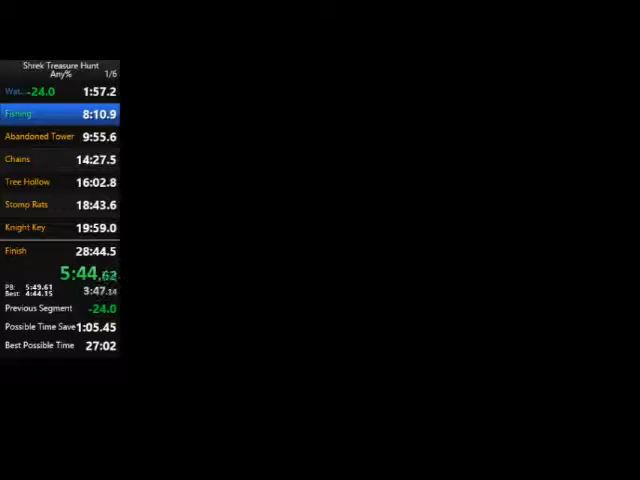 Shrek Treasure Hunt
Any% 1/6
Wat... -24.0 1:57.2
Fishing 8:10.9
Abandoned Tower 9:55.6
Chains 14:27.5
Tree Hollow 16:02.8
Stomp Rats 18:43.6
Knight Key 19:59.0
Finish 28:44.5
5:44.62
PB: 5:49.61
Best: 4:44.15
3:47.14
Previous Segment -24.0
Possible Time Save 1:05.45
Best Possible Time 27:02